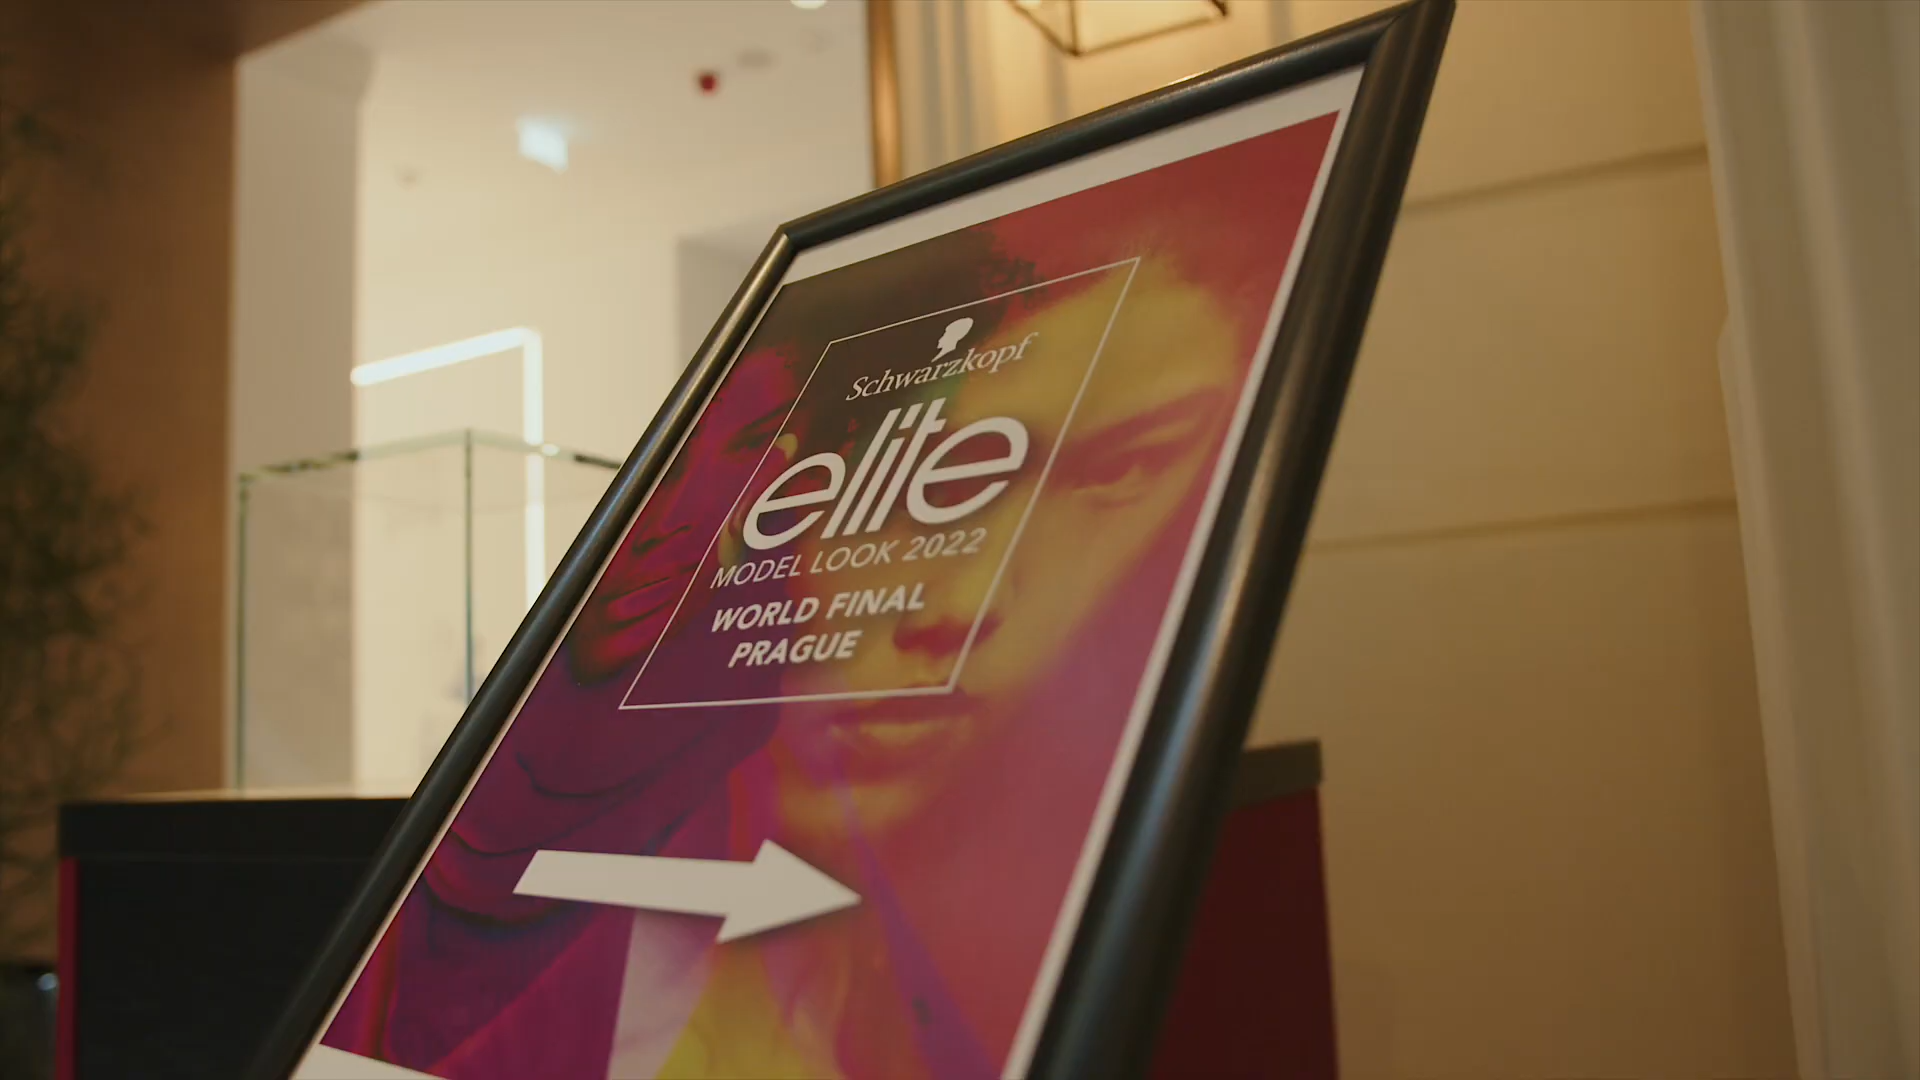 Schwarzkopf
elite
MODEL LOOK 2022
WORLD FINAL
PRAGUE